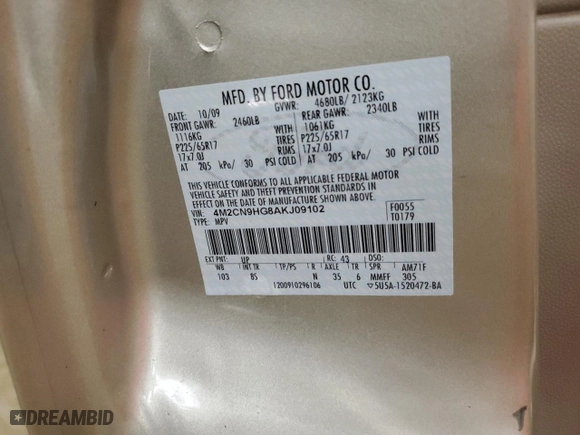 MFD. BY FORD MOTOR CO.
DATE: 10/09 GVWR: 4680LB/ 2123KG
FRONT GAWR: 2460LB REAR GAWR: 2340LB
1116KG WITH 1061KG WITH
P225/65R17 TIRES P225/65R17 TIRES
17x7.0J RIMS 17x7.0J RIMS
AT 205 kPa/ 30 PSI COLD AT 205 kPa/ 30 PSI COLD
THIS VEHICLE CONFORMS TO ALL APPLICABLE FEDERAL MOTOR
VEHICLE SAFETY AND THEFT PREVENTION STANDARDS IN
EFFECT ON THE DATE OF MANUFACTURE SHOWN ABOVE.
VIN: 4M2CN9HG8AKJ09102 F0055
TYPE: MPV T0179
EXT PNT: UP RC: 43 DSO:
WB INT TR TP/PS R AXLE TR SPR AM71F
103 85 N 35 6 MMFF 305
1200910296106 UTC ▽5U5A-1520472-BA
DREAMBID